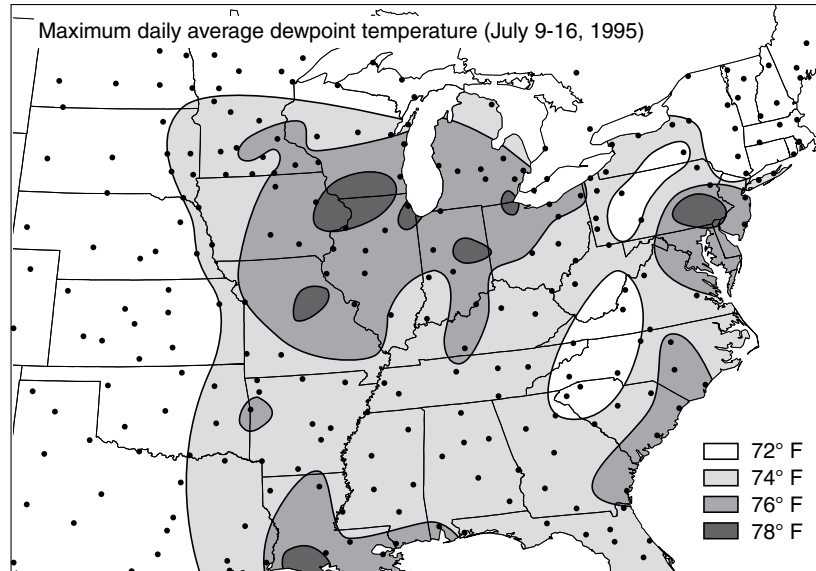 Maximum daily average dewpoint temperature (July 9-16, 1995)
72° F
74° F
76° F
78° F